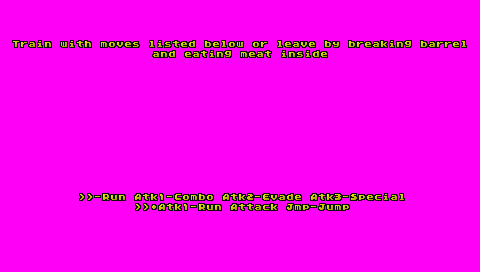 Train with moves listed below or leave by breaking barrel
and eating meat inside
>>-Run Atk1-Combo Atk2-Evade Atk3-Special
>>+Atk1-Run Attack Jmp-Jump